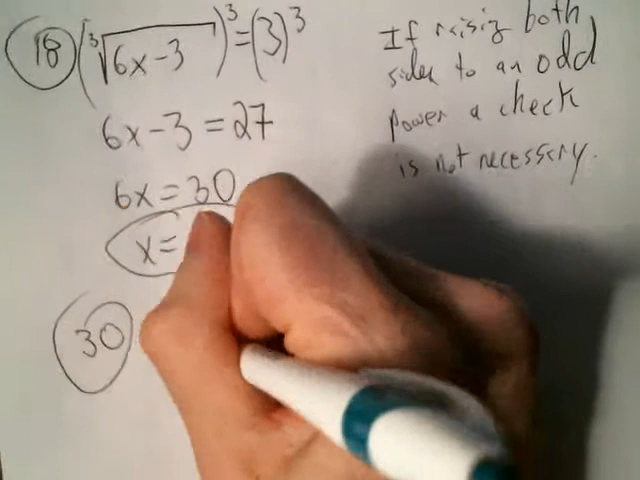 18 (∛(6x-3))³=(3)³
6x-3=27
6x=30
x=
30
If raising both
sides to an odd
power a check
is not necessary.